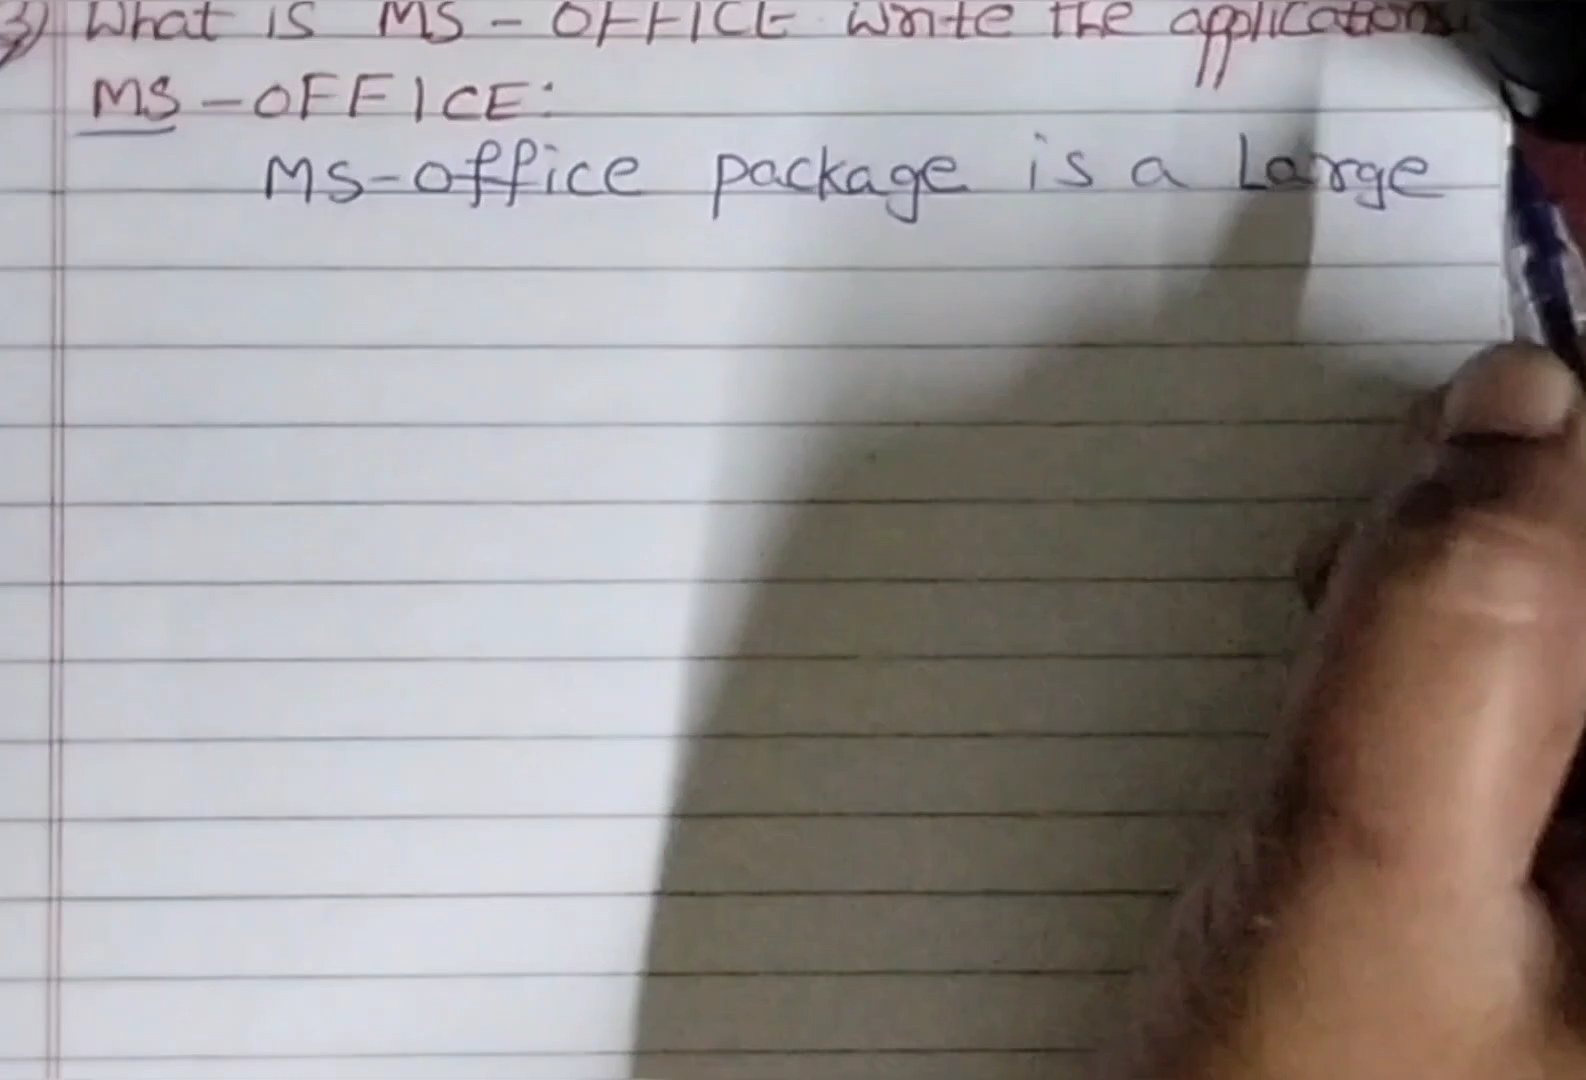 3) What is MS - OFFICE write the applications.
MS - OFFICE:
MS-office package is a Large